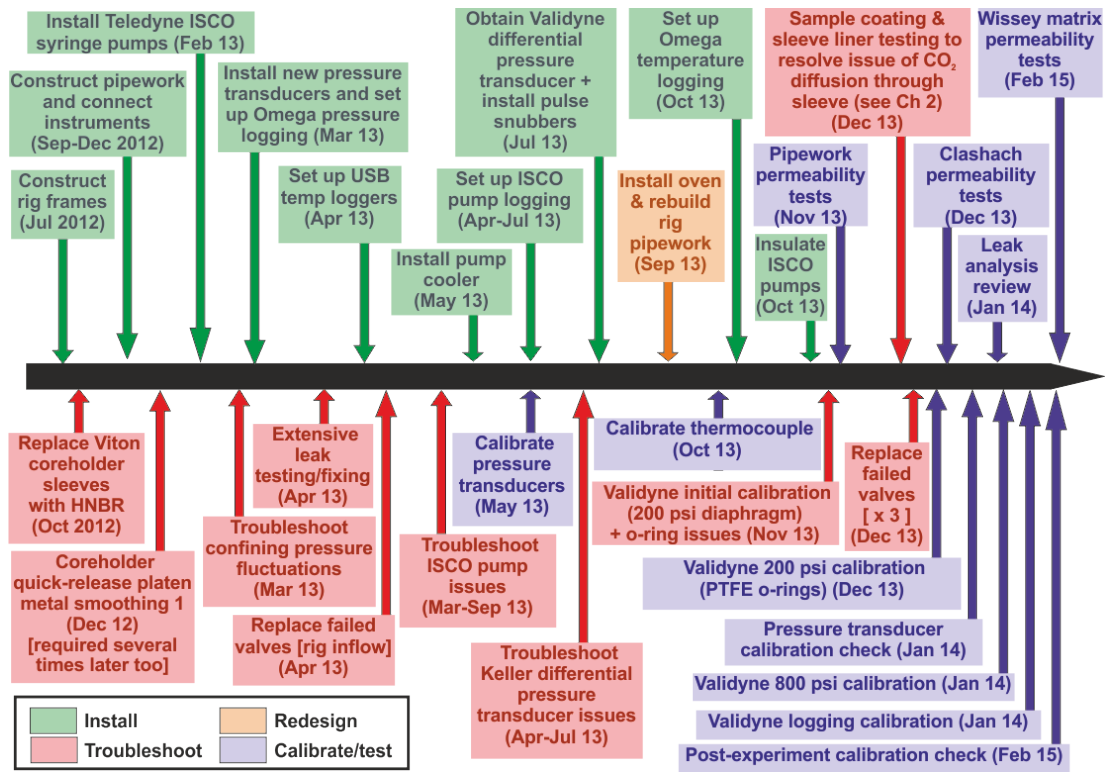 Install Teledyne ISCO
syringe pumps (Feb 13)
Construct pipework
and connect
instruments
(Sep-Dec 2012)
Construct
rig frames
(Jul 2012)
Install new pressure
transducers and set
up Omega pressure
logging (Mar 13)
Set up USB
temp loggers
(Apr 13)
Install pump
cooler
(May 13)
Obtain Validyne
differential
pressure
transducer +
install pulse
snubbers
(Jul 13)
Set up ISCO
pump logging
(Apr-Jul 13)
Set up
Omega
temperature
logging
(Oct 13)
Install oven
& rebuild
rig
pipework
(Sep 13)
Insulate
ISCO
pumps
(Oct 13)
Sample coating &
sleeve liner testing to
resolve issue of CO₂
diffusion through
sleeve (see Ch 2)
(Dec 13)
Pipework
permeability
tests
(Nov 13)
Wissey matrix
permeability
tests
(Feb 15)
Clashach
permeability
tests
(Dec 13)
Leak
analysis
review
(Jan 14)
Replace Viton
coreholder
sleeves
with HNBR
(Oct 2012)
Coreholder
quick-release platen
metal smoothing 1
(Dec 12)
[required several
times later too]
Extensive
leak
testing/fixing
(Apr 13)
Troubleshoot
confining pressure
fluctuations
(Mar 13)
Replace failed
valves [rig inflow]
(Apr 13)
Troubleshoot
ISCO pump
issues
(Mar-Sep 13)
Calibrate
pressure
transducers
(May 13)
Troubleshoot
Keller differential
pressure
transducer issues
(Apr-Jul 13)
Calibrate thermocouple
(Oct 13)
Validyne initial calibration
(200 psi diaphragm)
+ o-ring issues (Nov 13)
Replace
failed
valves
[ x 3 ]
(Dec 13)
Validyne 200 psi calibration
(PTFE o-rings) (Dec 13)
Pressure transducer
calibration check (Jan 14)
Validyne 800 psi calibration (Jan 14)
Validyne logging calibration (Jan 14)
Post-experiment calibration check (Feb 15)
Install
Redesign
Troubleshoot
Calibrate/test